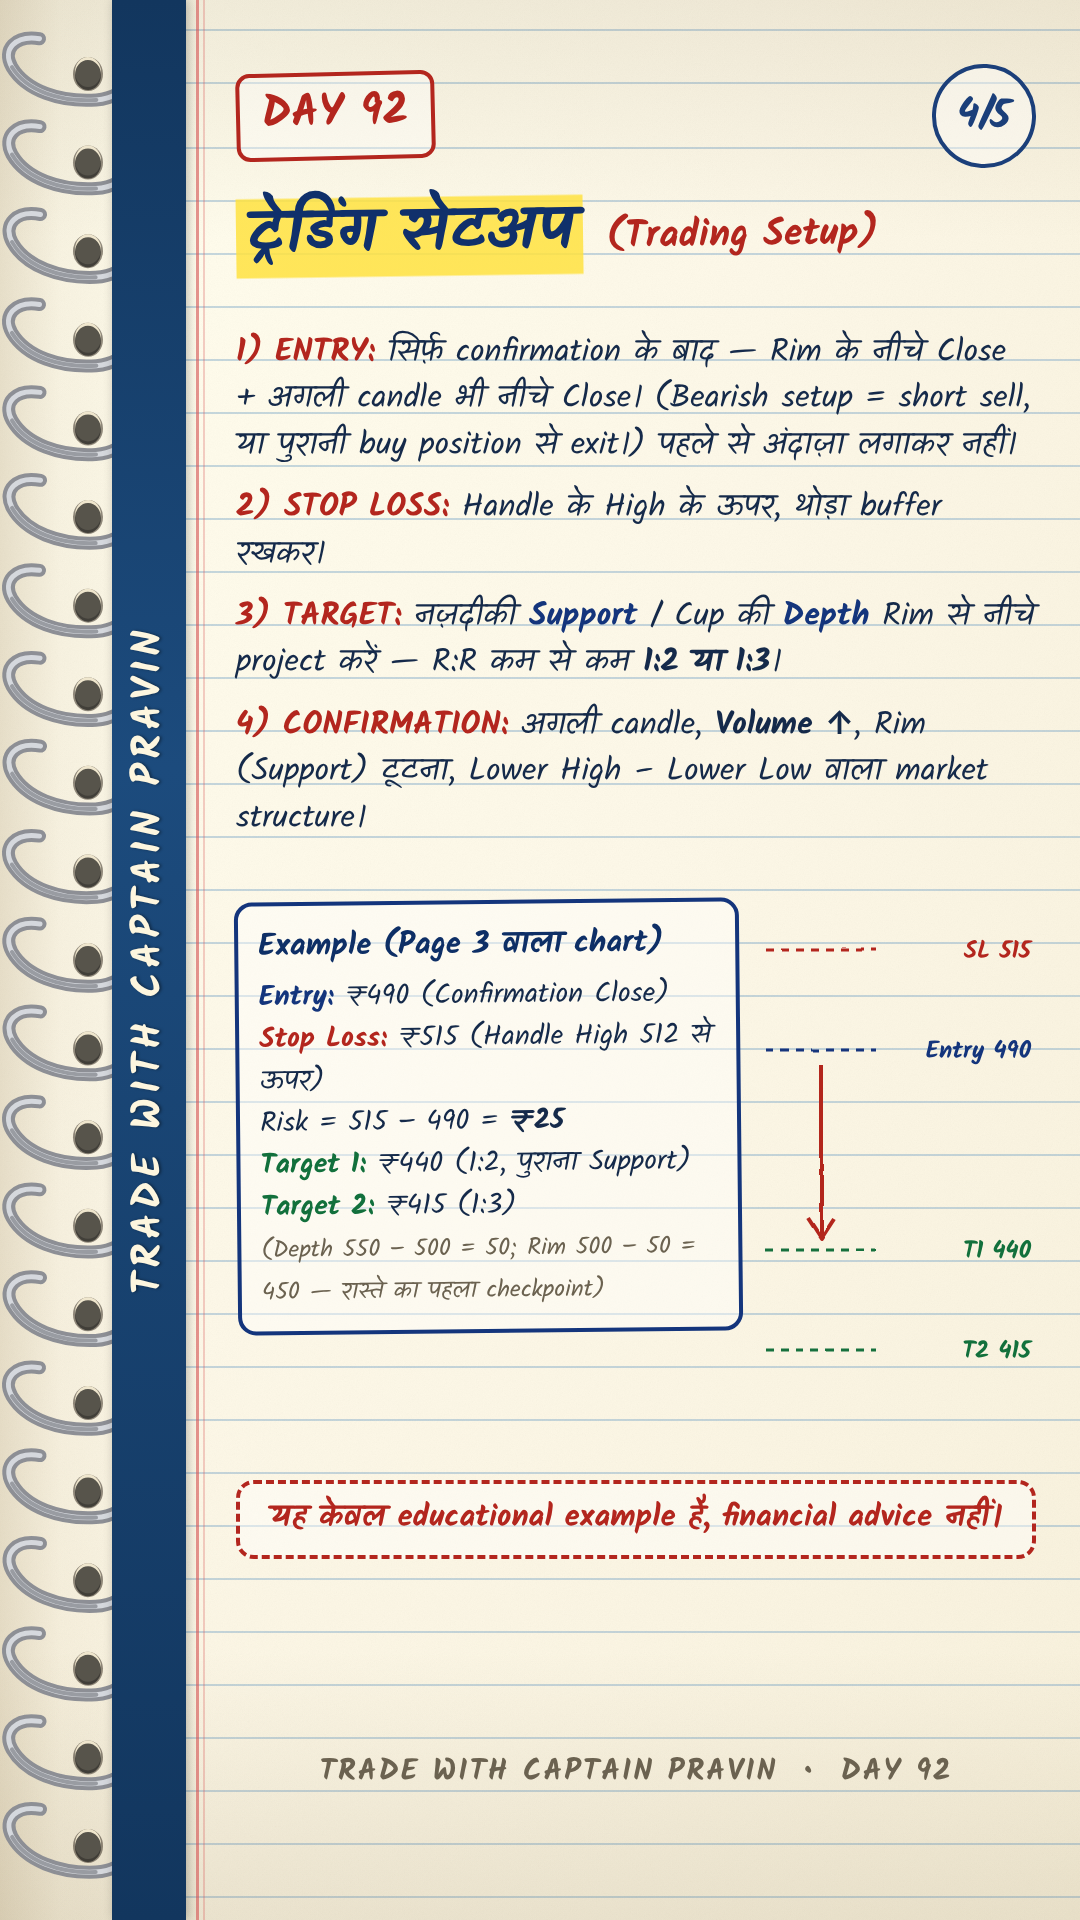 DAY 92
4/5
ट्रेडिंग सेटअप (Trading Setup)
1) ENTRY: सिर्फ़ confirmation के बाद — Rim के नीचे Close
+ अगली candle भी नीचे Close। (Bearish setup = short sell,
या पुरानी buy position से exit।) पहले से अंदाज़ा लगाकर नहीं।
2) STOP LOSS: Handle के High के ऊपर, थोड़ा buffer
रखकर।
3) TARGET: नज़दीकी Support / Cup की Depth Rim से नीचे
project करें — R:R कम से कम 1:2 या 1:3।
4) CONFIRMATION: अगली candle, Volume ↑, Rim
(Support) टूटना, Lower High – Lower Low वाला market
structure।
Example (Page 3 वाला chart)
Entry: ₹490 (Confirmation Close)
Stop Loss: ₹515 (Handle High 512 से
ऊपर)
Risk = 515 – 490 = ₹25
Target 1: ₹440 (1:2, पुराना Support)
Target 2: ₹415 (1:3)
(Depth 550 – 500 = 50; Rim 500 – 50 =
450 — रास्ते का पहला checkpoint)
SL 515
Entry 490
T1 440
T2 415
यह केवल educational example है, financial advice नहीं।
TRADE WITH CAPTAIN PRAVIN · DAY 92
TRADE WITH CAPTAIN PRAVIN